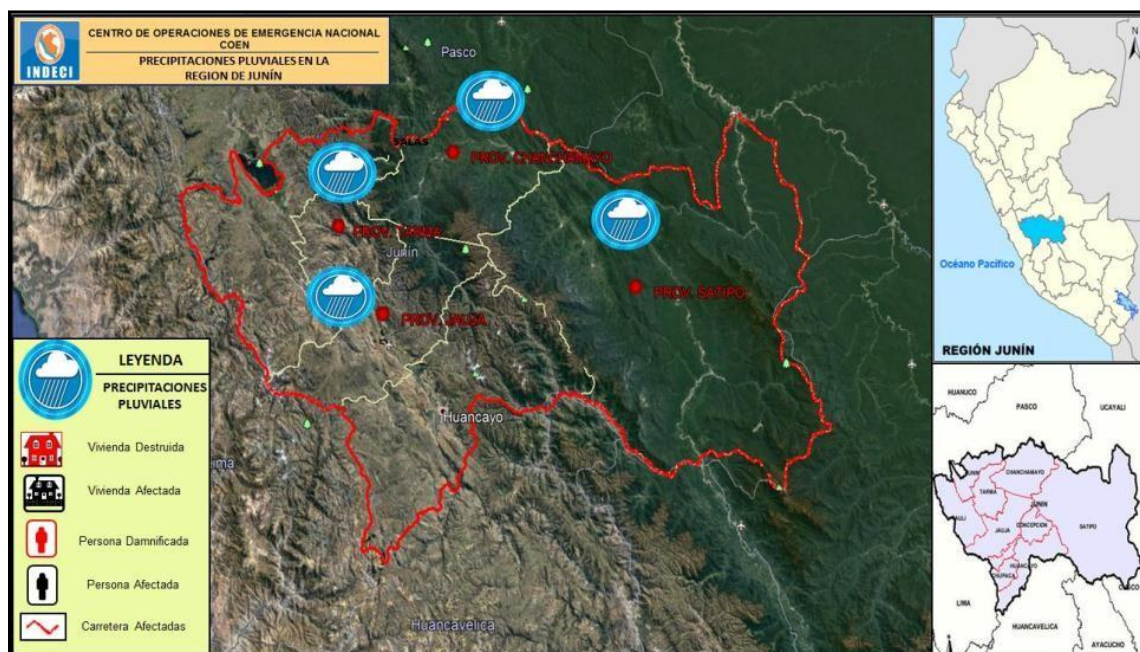 INDECI
CENTRO DE OPERACIONES DE EMERGENCIA NACIONAL
COEN
PRECIPITACIONES PLUVIALES EN LA
REGION DE JUNÍN
Pasco
PROV. CHANCHAMAYO
PROV. TARMA
Junín
PROV. SATIPO
PROV. JAUJA
Huancayo
Huancavelica
LEYENDA
PRECIPITACIONES
PLUVIALES
Vivienda Destruida
Vivienda Afectada
Persona Damnificada
Persona Afectada
Carretera Afectadas
N
Océano Pacífico
REGIÓN JUNÍN
HUANUCO
PASCO
UCAYALI
CHANCHAMAYO
TARMA
JUNIN
JAUJA
CONCEPCION
SATIPO
HUANCAYO
CHUPACA
LIMA
HUANCAVELICA
AYACUCHO